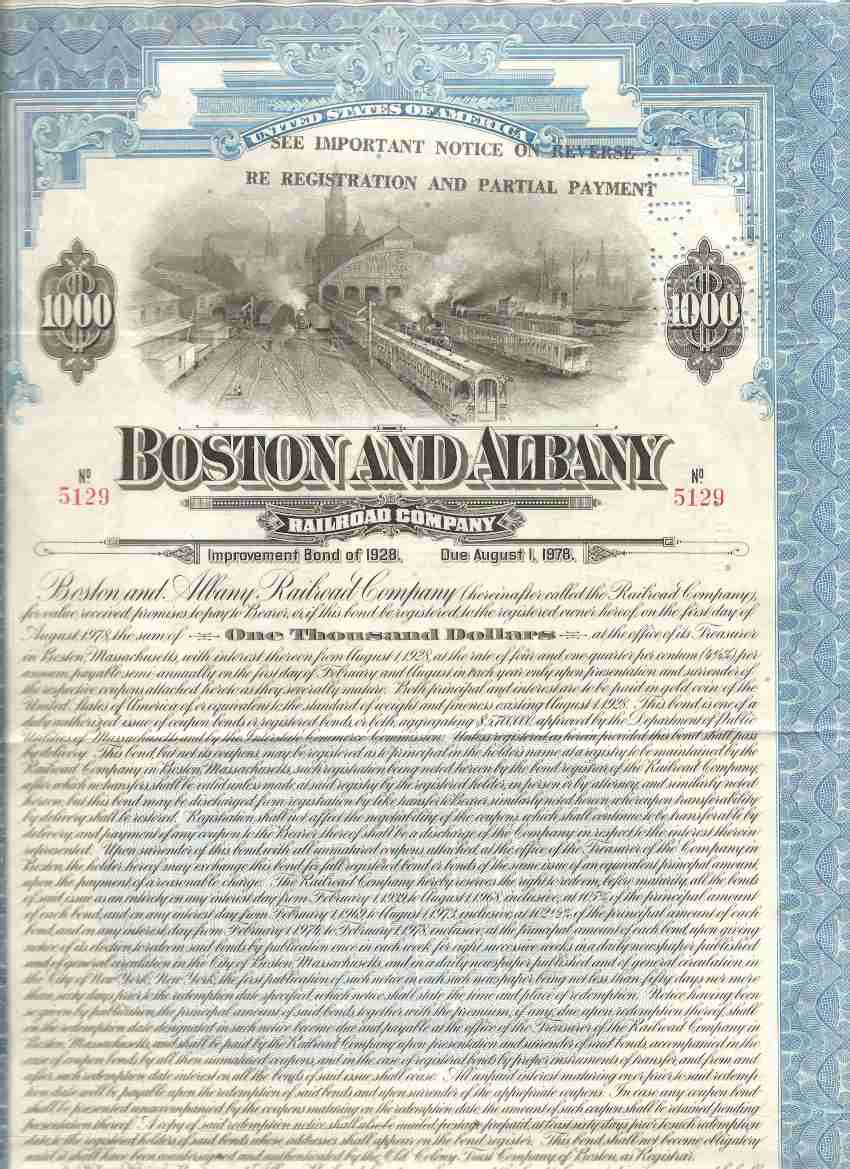 UNITED STATES OF AMERICA
SEE IMPORTANT NOTICE ON REVERSE
RE REGISTRATION AND PARTIAL PAYMENT
1000 1000
BOSTON AND ALBANY
Nº Nº
5129 5129
RAILROAD COMPANY
Improvement Bond of 1928. Due August 1, 1978.
Boston and Albany Railroad Company (hereinafter called the Railroad Company),
for value received, promises to pay to Bearer, or, if this bond be registered, to the registered owner hereof, on the first day of
August 1978, the sum of One Thousand Dollars at the office of its Treasurer
in Boston, Massachusetts, with interest thereon from August 1, 1928, at the rate of four and one quarter per centum (4¼%) per
annum, payable semi-annually on the first day of February and August in each year only upon presentation and surrender of
the respective coupons attached hereto as they severally mature. Both principal and interest are to be paid in gold coin of the
United States of America of or equivalent to the standard of weight and fineness existing August 1, 1928. This bond is one of a
duly authorized issue of coupon bonds or registered bonds, or both, aggregating approved by the Department of Public
Utilities of Massachusetts and by the Interstate Commerce Commission. Unless registered as herein provided this bond shall pass
by delivery. This bond, but not its coupons, may be registered as to principal in the holder's name at a registry to be maintained by the
Railroad Company in Boston, Massachusetts, such registration being noted hereon by the bond registrar of the Railroad Company,
after which no transfer shall be valid unless made at said registry by the registered holder, in person or by attorney, and similarly noted
hereon, but this bond may be discharged from registration by like transfer to Bearer similarly noted hereon whereupon transferability
by delivery shall be restored. Registration shall not affect the negotiability of the coupons, which shall continue to be transferable by
delivery, and payment of any coupon to the Bearer thereof shall be a discharge of the Company in respect to the interest therein
represented. Upon surrender of this bond, with all unmatured coupons attached, at the office of the Treasurer of the Company in
Boston, the holder hereof may exchange this bond for full registered bond or bonds of the same issue of an equivalent principal amount,
upon the payment of a reasonable charge. The Railroad Company hereby reserves the right to redeem, before maturity, all the bonds
of said issue as an entirety on any interest day from February 1, 1939, to August 1, 1968, inclusive, at 105% of the principal amount
of each bond, and on any interest day from February 1, 1969, to August 1, 1973, inclusive, at 102½% of the principal amount of each
bond, and on any interest day from February 1, 1974, to February 1, 1978, inclusive, at the principal amount of each bond upon giving
notice of its election to redeem said bonds by publication once in each week for eight successive weeks in a daily newspaper published
and of general circulation in the City of Boston, Massachusetts, and in a daily newspaper published and of general circulation in
the City of New York, New York, the first publication of such notice in each such newspaper being not less than fifty days nor more
than sixty days prior to the redemption date specified, which notice shall state the time and place of redemption. Notice having been
so given by publication, the principal amount of said bonds together with the premium, if any, due upon redemption thereof, shall
on the redemption date designated in such notice become due and payable at the office of the Treasurer of the Railroad Company in
Boston, Massachusetts, and shall be paid by the Railroad Company upon presentation and surrender of said bonds, accompanied in the
case of coupon bonds by all then unmatured coupons, and in the case of registered bonds by proper instruments of transfer, and from and
after such redemption date interest on all the bonds of said issue shall cease. All unpaid interest maturing on or prior to said redemp-
tion date will be payable upon the redemption of said bonds and upon surrender of the appropriate coupons. In case any coupon bond
shall be presented unaccompanied by the coupons maturing on the redemption date, the amount of such coupon shall be retained pending
presentation thereof. A copy of said redemption notice shall also be mailed postage prepaid, at least sixty days prior to such redemption
date, to the registered holders of said bonds whose addresses shall appear on the bond register. This bond shall not become obligatory
until it shall have been countersigned and authenticated by the Old Colony Trust Company of Boston, as Registrar.